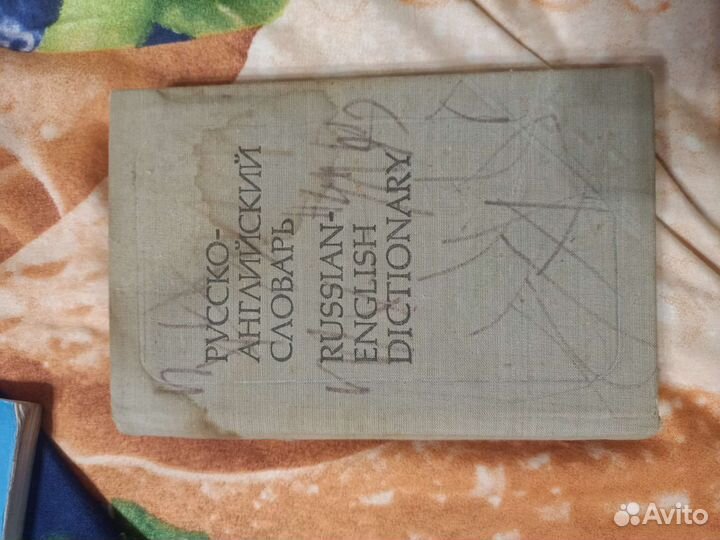 РУССКО-
АНГЛИЙСКИЙ
СЛОВАРЬ
RUSSIAN-
ENGLISH
DICTIONARY
Avito